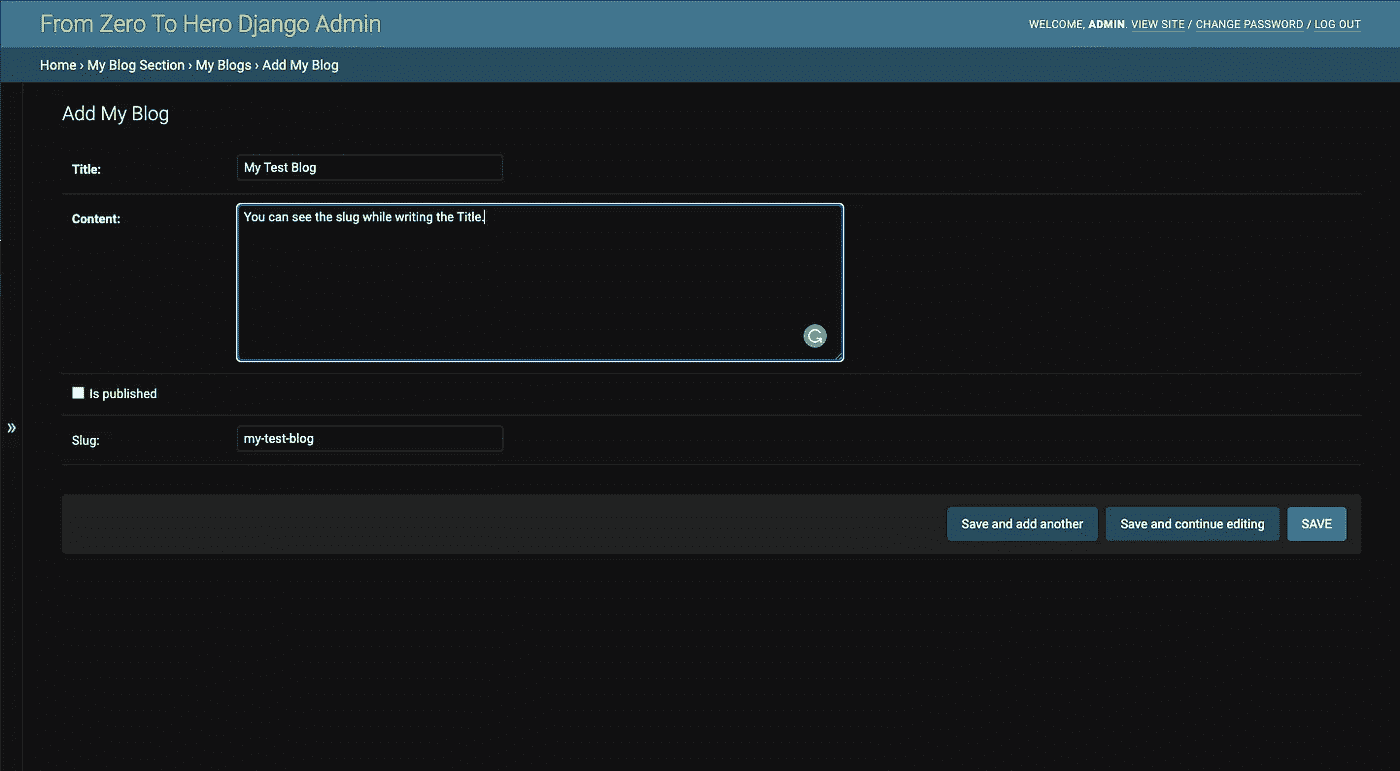 From Zero To Hero Django Admin
WELCOME, ADMIN. VIEW SITE / CHANGE PASSWORD / LOG OUT
Home › My Blog Section › My Blogs › Add My Blog
Add My Blog
Title: My Test Blog
Content: You can see the slug while writing the Title.
Is published
»
Slug: my-test-blog
Save and add another Save and continue editing SAVE